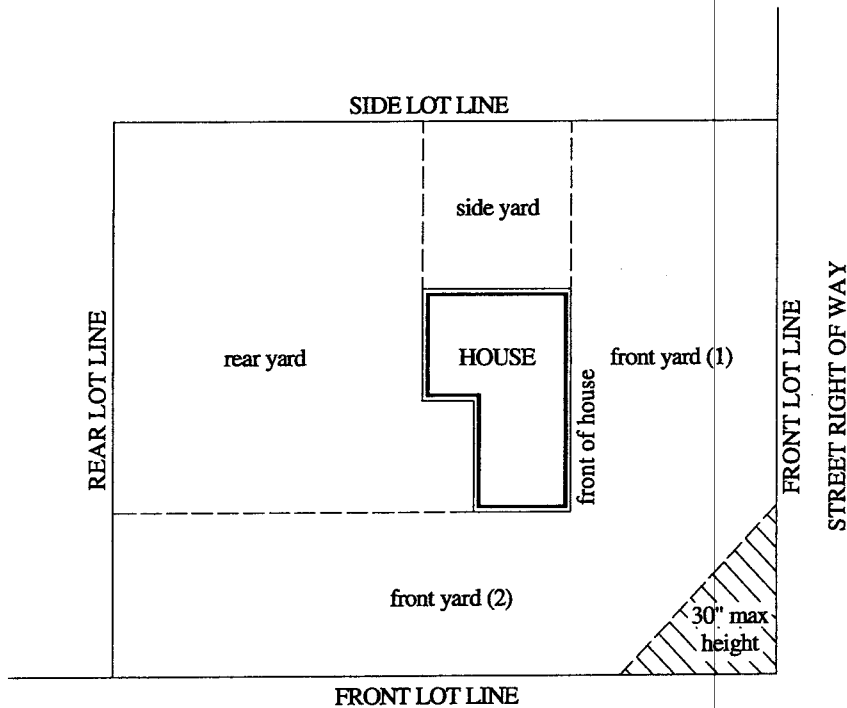 SIDE LOT LINE
side yard
REAR LOT LINE
rear yard
HOUSE
front of house
front yard (1)
FRONT LOT LINE
STREET RIGHT OF WAY
front yard (2)
30" max
height
FRONT LOT LINE